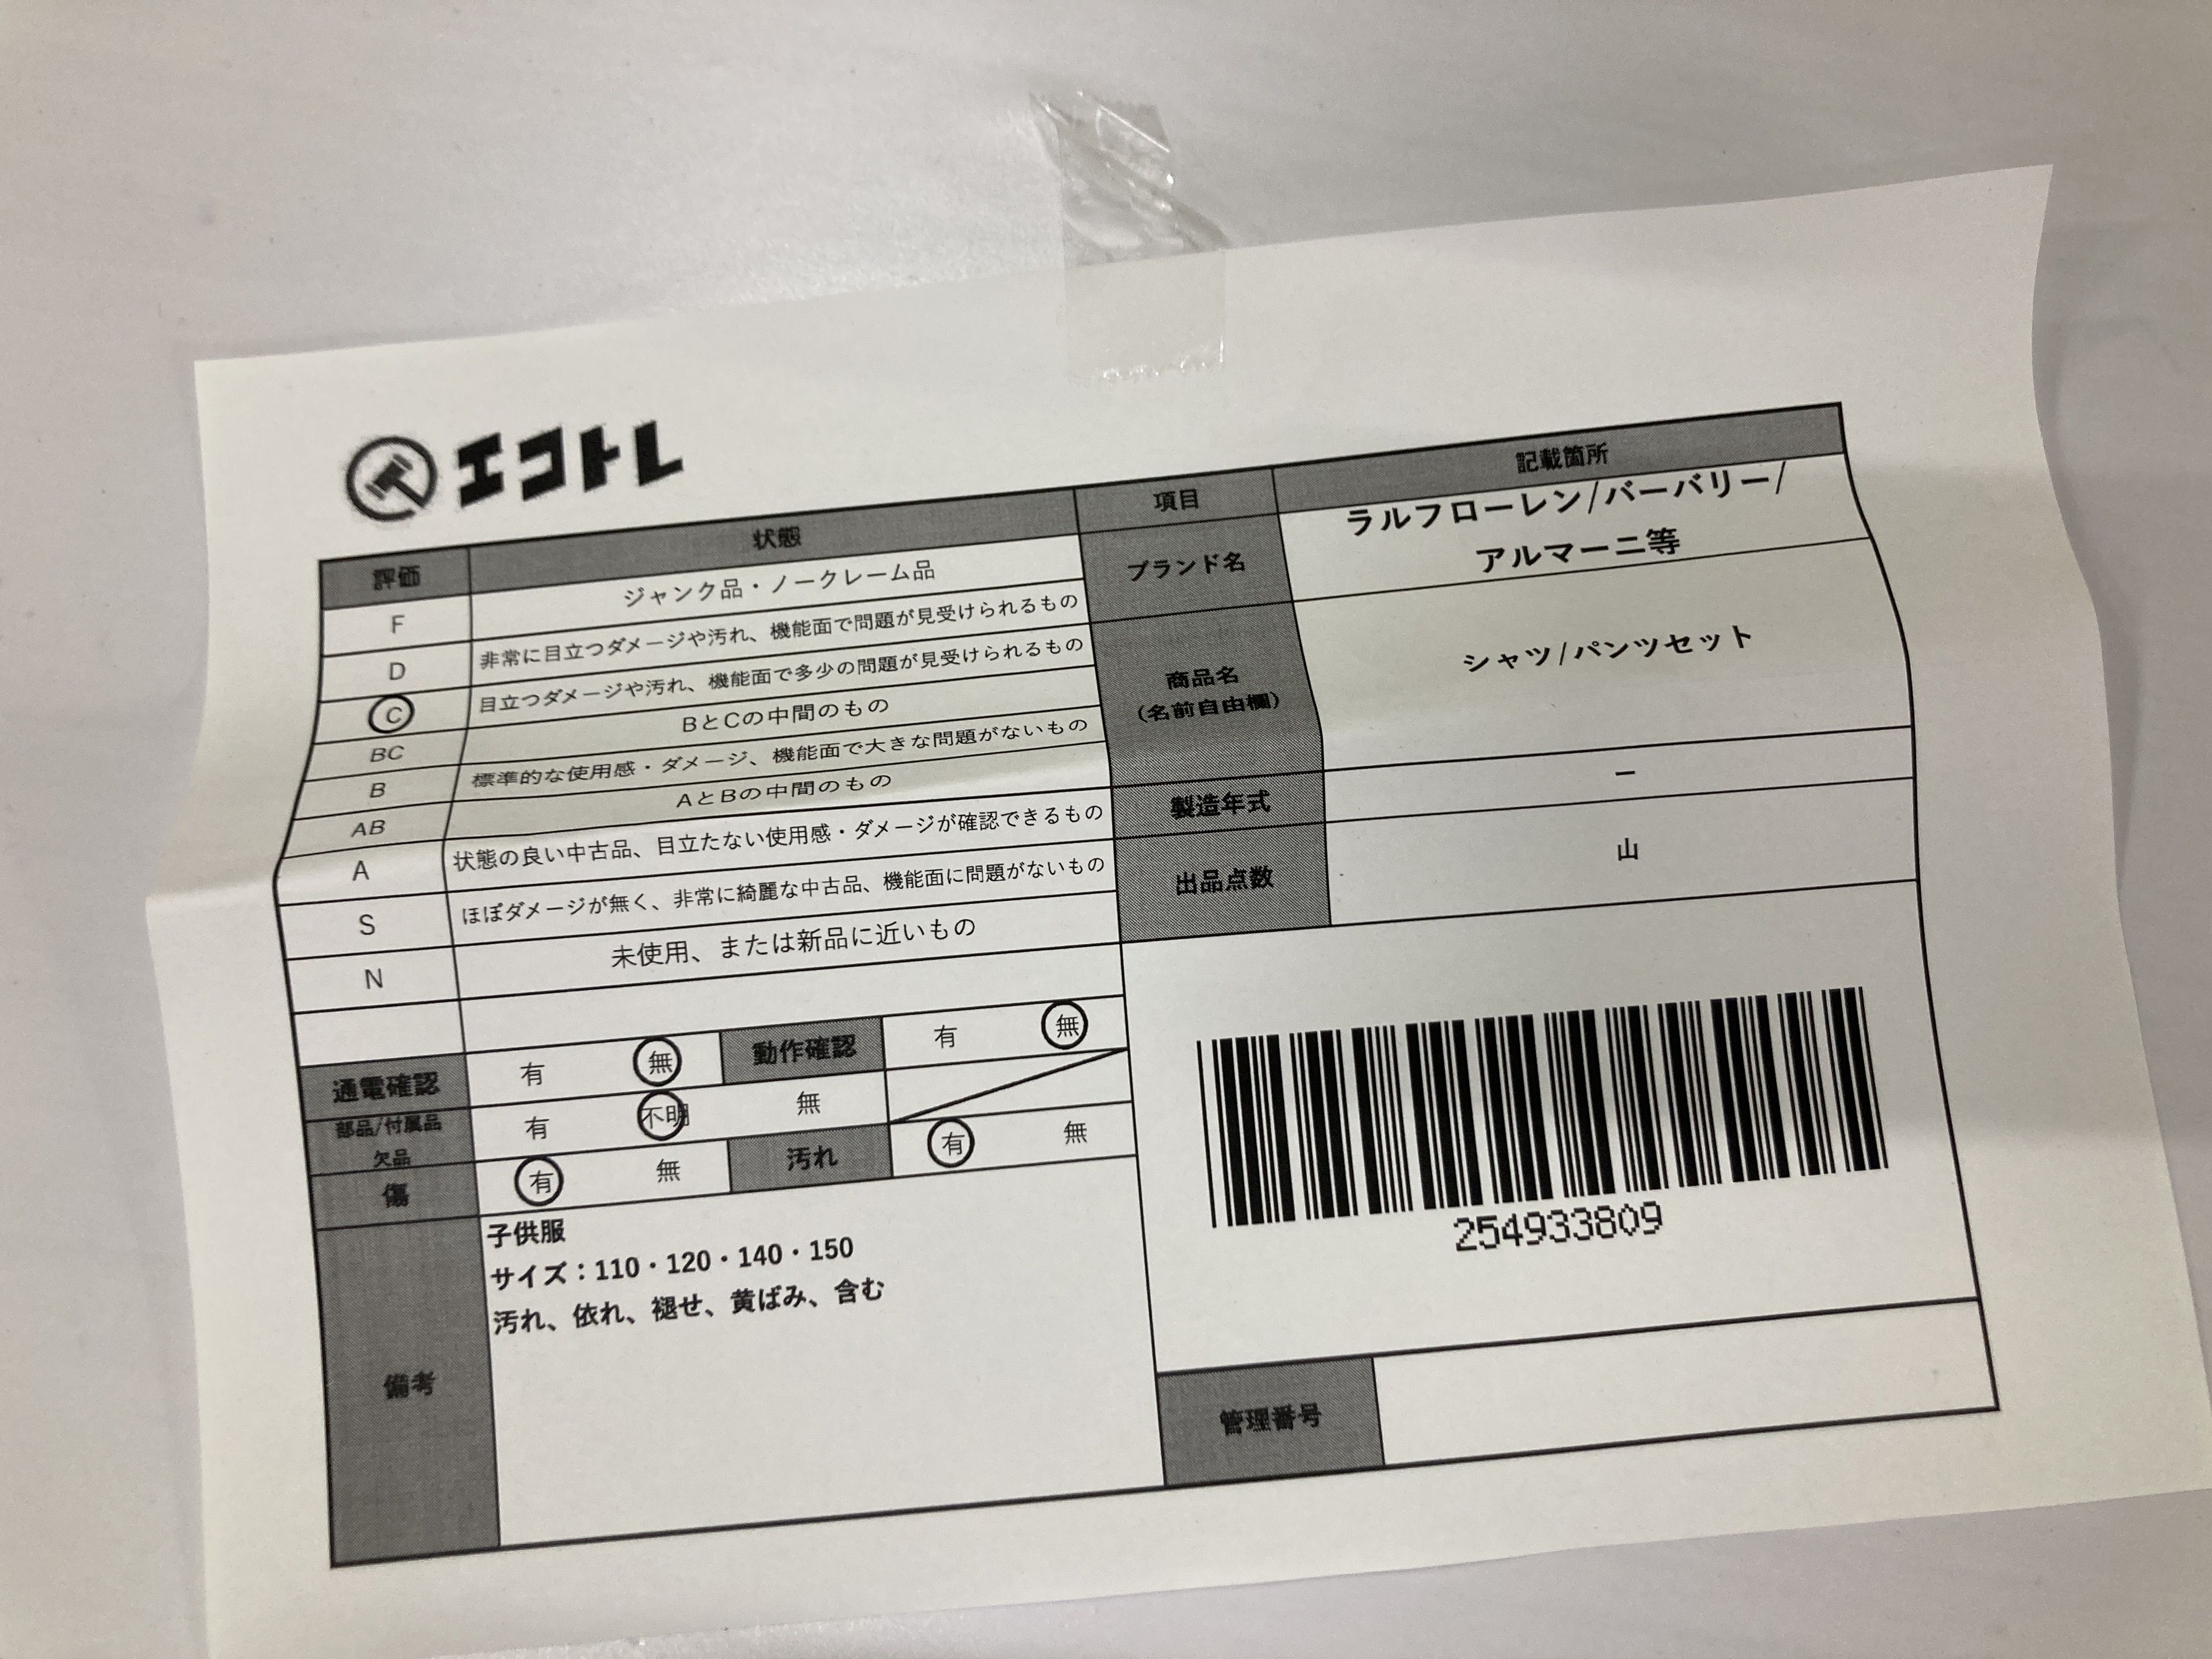 エコトレ
評価 状態 項目 記載箇所
F ジャンク品・ノークレーム品
D 非常に目立つダメージや汚れ、機能面で問題が見受けられるもの
C 目立つダメージや汚れ、機能面で多少の問題が見受けられるもの
BC BとCの中間のもの
B 標準的な使用感・ダメージ、機能面で大きな問題がないもの
AB AとBの中間のもの
A 状態の良い中古品、目立たない使用感・ダメージが確認できるもの
S ほぼダメージが無く、非常に綺麗な中古品、機能面に問題がないもの
N 未使用、または新品に近いもの
ブランド名 ラルフローレン/バーバリー/
アルマーニ等
商品名
(名前自由欄)
シャツ/パンツセット
製造年式 ー
出品点数 山
通電確認 有 無 動作確認 有 無
部品/付属品
欠品
有 不明 無
傷 有 無 汚れ 有 無
備考
子供服
サイズ：110・120・140・150
汚れ、依れ、褪せ、黄ばみ、含む
254933809
管理番号